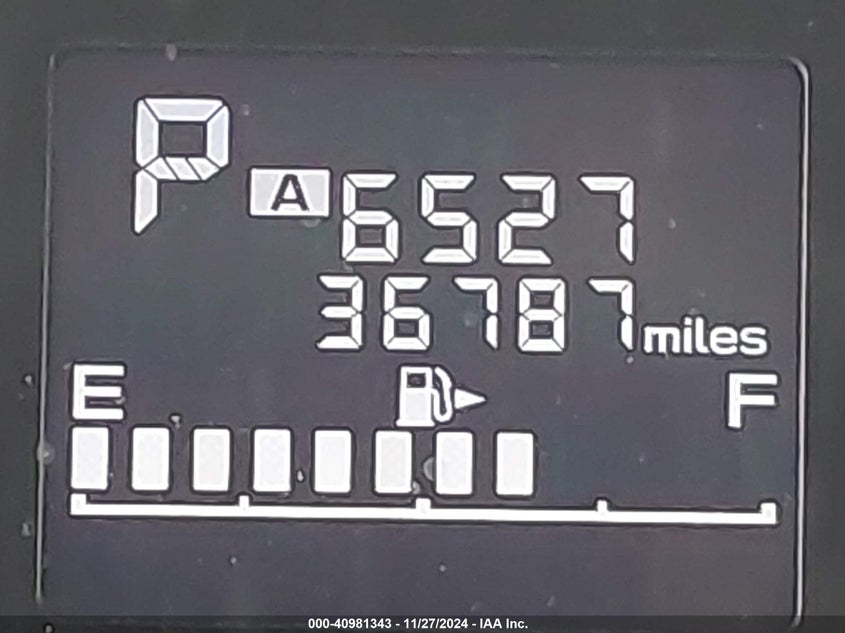 P A 6527
36787 miles
E F
000-40981343 - 11/27/2024 - IAA Inc.